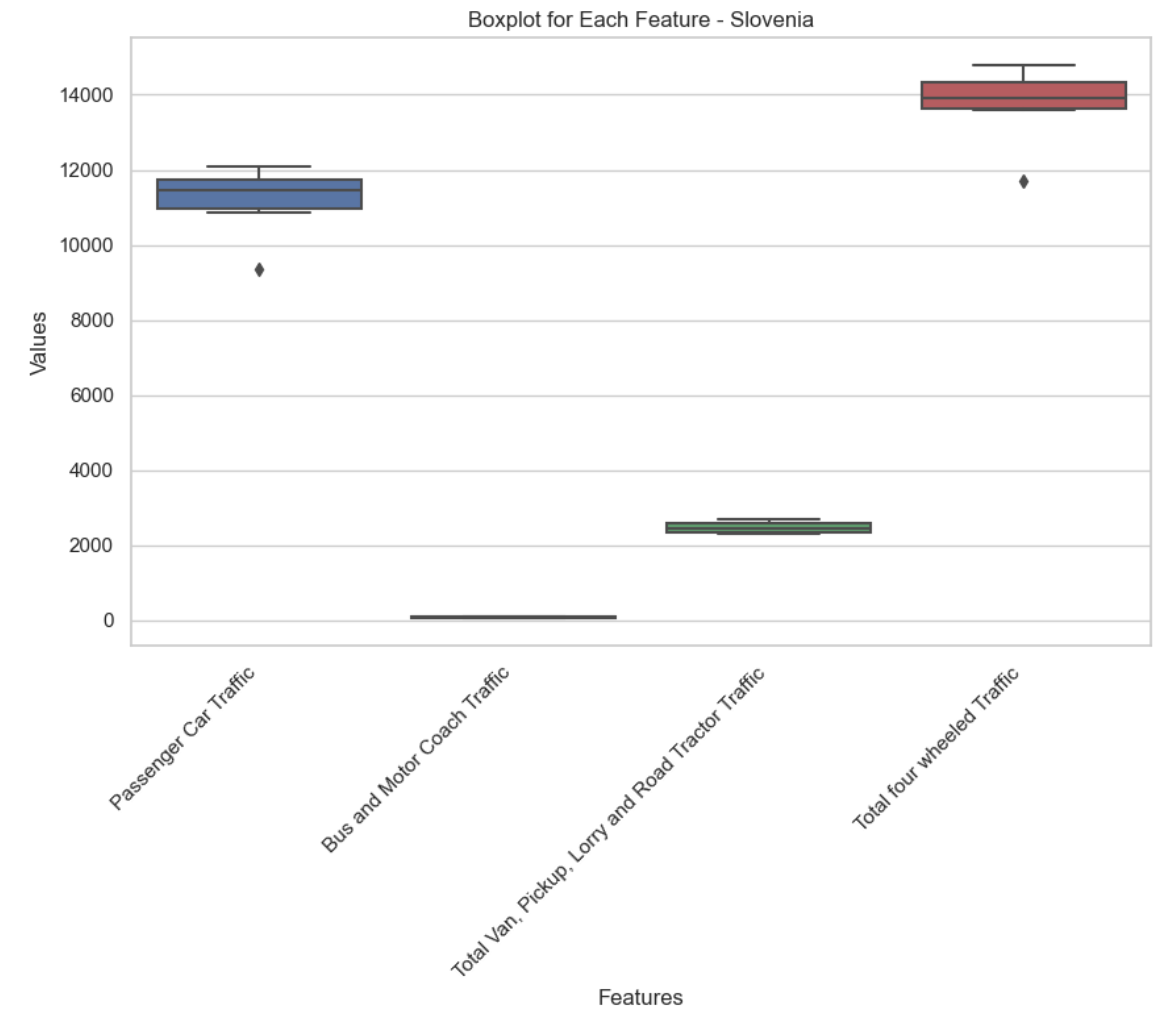 Boxplot for Each Feature - Slovenia
14000
12000
10000
8000
6000
4000
2000
0
Values
Passenger Car Traffic
Bus and Motor Coach Traffic
Total Van, Pickup, Lorry and Road Tractor Traffic
Total four wheeled Traffic
Features